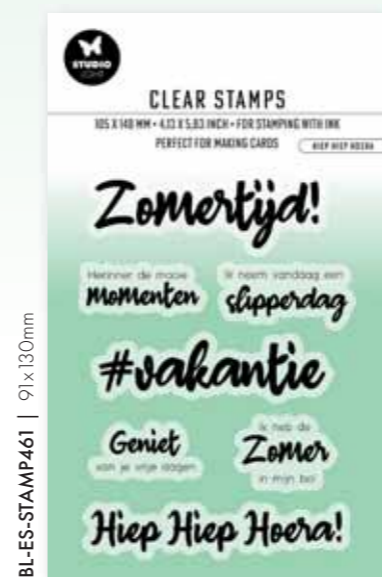 STUDIO
LIGHT
CLEAR STAMPS
105 X 148 MM • 4,13 X 5,83 INCH • FOR STAMPING WITH INK
PERFECT FOR MAKING CARDS
HIEP HIEP HOERA
Zomertijd!
Herinner de mooie
momenten
Ik neem vandaag een
slipperdag
#vakantie
Geniet
van je vrije dagen
Ik heb de
Zomer
in mijn bol
Hiep Hiep Hoera!
BL-ES-STAMP461 | 91x130mm